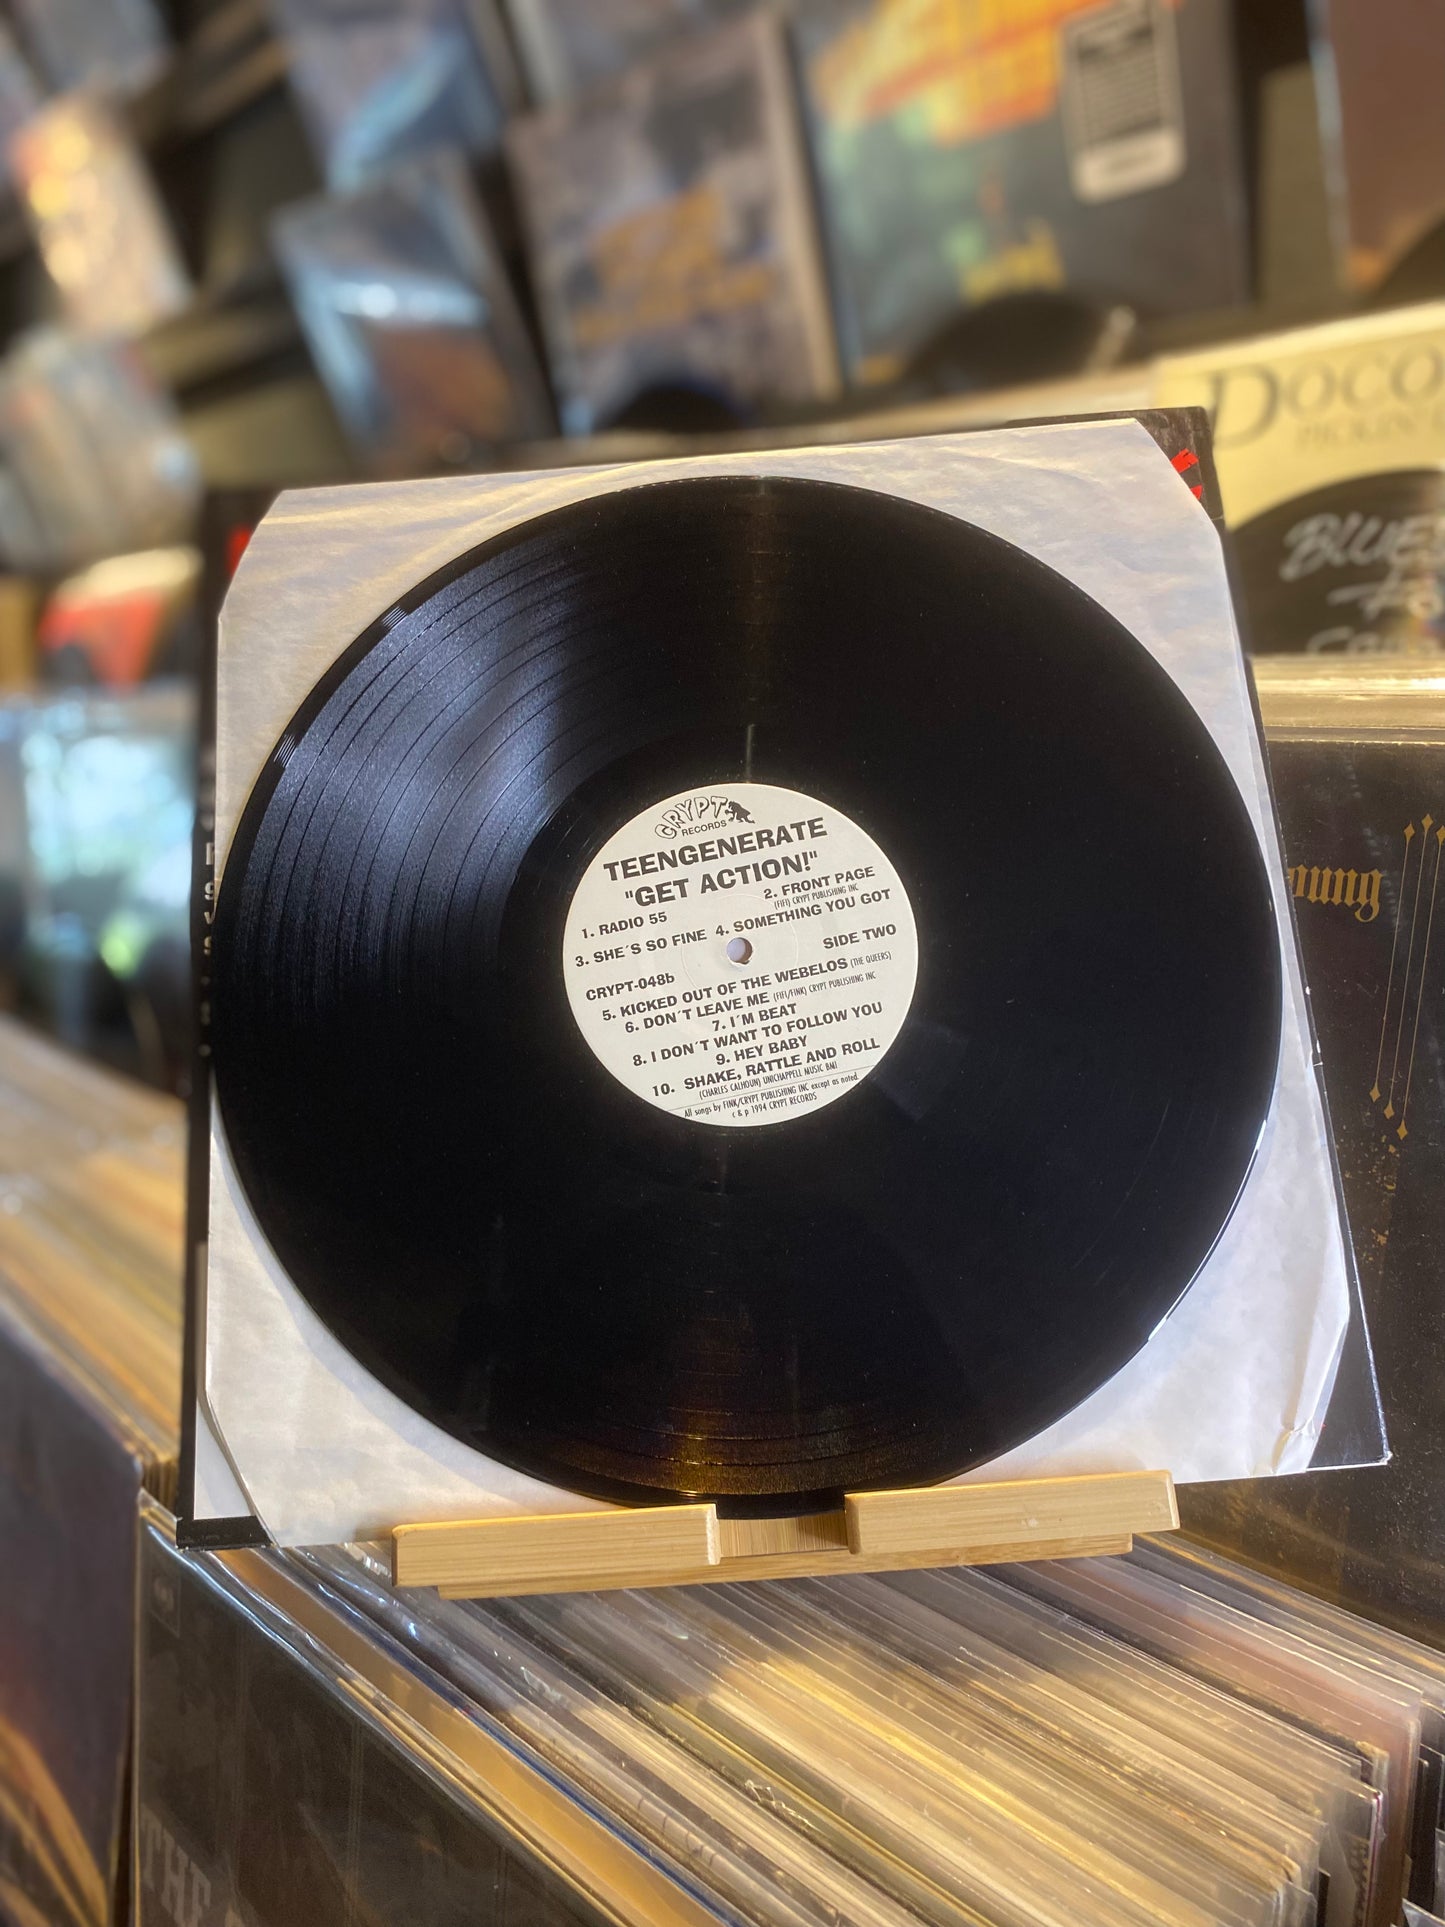 CRYPT
RECORDS
TEENGENERATE
"GET ACTION!"
1. RADIO 55
2. FRONT PAGE
(FIFI) CRYPT PUBLISHING INC
3. SHE´S SO FINE 4. SOMETHING YOU GOT
CRYPT-048b
SIDE TWO
5. KICKED OUT OF THE WEBELOS (THE QUEERS)
6. DON´T LEAVE ME (FIFI/FINK) CRYPT PUBLISHING INC
7. I´M BEAT
8. I DON´T WANT TO FOLLOW YOU
9. HEY BABY
10. SHAKE, RATTLE AND ROLL
(CHARLES CALHOUN) UNICHAPPELL MUSIC BMI
All songs by FINK/CRYPT PUBLISHING INC except as noted
c & p 1994 CRYPT RECORDS
DOCO
PICKIN'
BLUE
THE